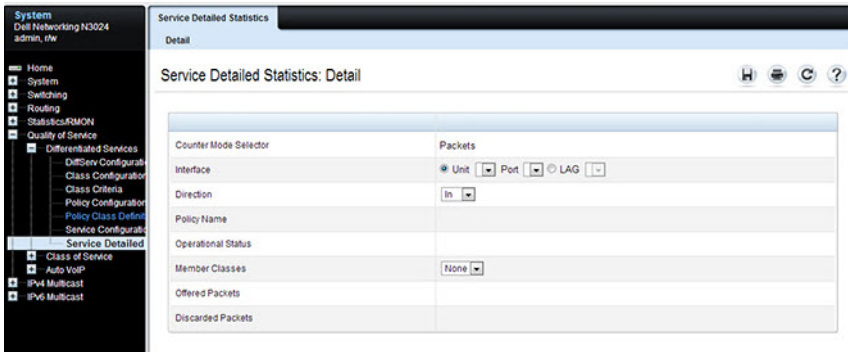 System
Dell Networking N3024
admin, r/w
Home
System
Switching
Routing
Statistics/RMON
Quality of Service
Differentiated Services
DiffServ Configurati
Class Configuration
Class Criteria
Policy Configuration
Policy Class Definit
Service Configuratio
Service Detailed
Class of Service
Auto VoIP
IPv4 Multicast
IPv6 Multicast
Service Detailed Statistics
Detail
Service Detailed Statistics: Detail
Counter Mode Selector Packets
Interface Unit Port LAG
Direction In
Policy Name
Operational Status
Member Classes None
Offered Packets
Discarded Packets